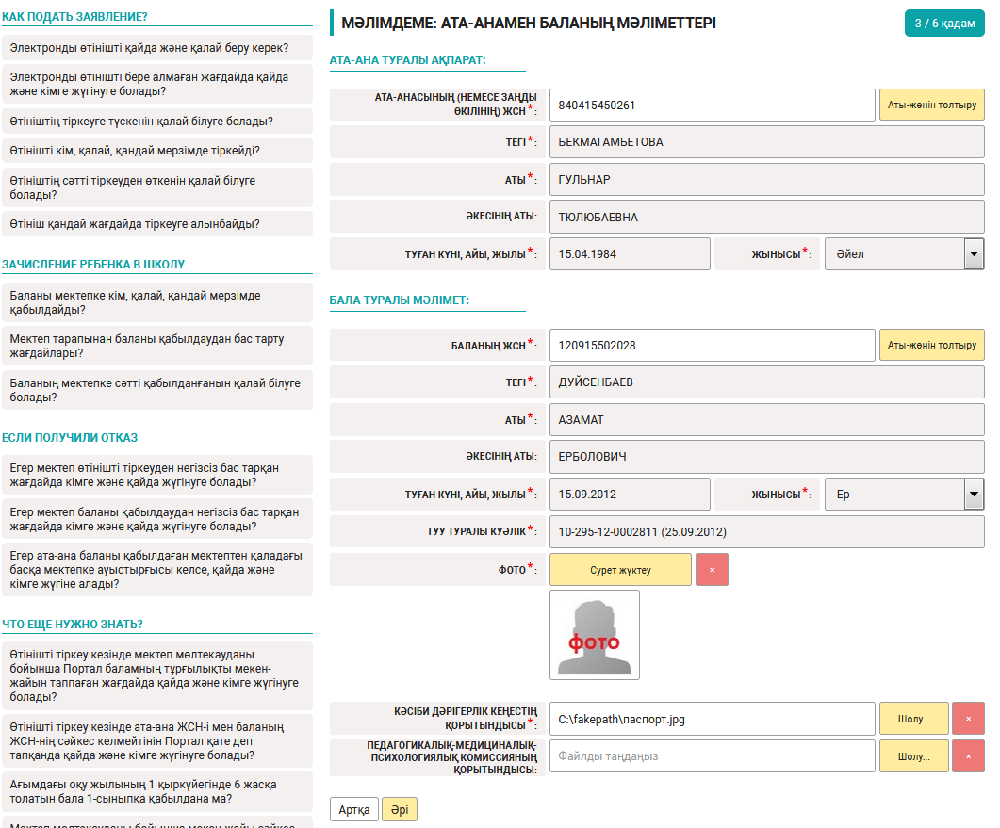 КАК ПОДАТЬ ЗАЯВЛЕНИЕ?
Электронды өтінішті қайда және қалай беру керек?
Электронды өтінішті бере алмаған жағдайда қайда
және кімге жүгінуге болады?
Өтініштің тіркеуге түскенін қалай білуге болады?
Өтінішті кім, қалай, қандай мерзімде тіркейді?
Өтініштің сәтті тіркеуден өткенін қалай білуге
болады?
Өтініш қандай жағдайда тіркеуге алынбайды?
ЗАЧИСЛЕНИЕ РЕБЕНКА В ШКОЛУ
Баланы мектепке кім, қалай, қандай мерзімде
қабылдайды?
Мектеп тарапынан баланы қабылдаудан бас тарту
жағдайлары?
Баланың мектепке сәтті қабылданғанын қалай білуге
болады?
ЕСЛИ ПОЛУЧИЛИ ОТКАЗ
Егер мектеп өтінішті тіркеуден негізсіз бас тарқан
жағдайда кімге және қайда жүгінуге болады?
Егер мектеп баланы қабылдаудан негізсіз бас тарқан
жағдайда кімге және қайда жүгінуге болады?
Егер ата-ана баланы қабылдаған мектептен қаладағы
басқа мектепке ауыстырғысы келсе, қайда және
кімге жүгіне алады?
ЧТО ЕЩЕ НУЖНО ЗНАТЬ?
Өтінішті тіркеу кезінде мектеп мөлтекауданы
бойынша Портал баламның тұрғылықты мекен-
жайын таппаған жағдайда қайда және кімге жүгінуге
болады?
Өтінішті тіркеу кезінде ата-ана ЖСН-і мен баланың
ЖСН-нің сәйкес келмейтінін Портал қате деп
тапқанда қайда және кімге жүгінуге болады?
Ағымдағы оқу жылының 1 қыркүйегінде 6 жасқа
толатын бала 1-сыныпқа қабылдана ма?
МӘЛІМДЕМЕ: АТА-АНАМЕН БАЛАНЫҢ МӘЛІМЕТТЕРІ
3 / 6 қадам
АТА-АНА ТУРАЛЫ АҚПАРАТ:
АТА-АНАСЫНЫҢ (НЕМЕСЕ ЗАҢДЫ
ӨКІЛІНІҢ) ЖСН*: 840415450261 Аты-жөнін толтыру
ТЕГІ*: БЕКМАГАМБЕТОВА
АТЫ*: ГУЛЬНАР
ӘКЕСІНІҢ АТЫ: ТЮЛЮБАЕВНА
ТУҒАН КҮНІ, АЙЫ, ЖЫЛЫ*: 15.04.1984 ЖЫНЫСЫ*: Әйел
БАЛА ТУРАЛЫ МӘЛІМЕТ:
БАЛАНЫҢ ЖСН*: 120915502028 Аты-жөнін толтыру
ТЕГІ*: ДУЙСЕНБАЕВ
АТЫ*: АЗАМАТ
ӘКЕСІНІҢ АТЫ: ЕРБОЛОВИЧ
ТУҒАН КҮНІ, АЙЫ, ЖЫЛЫ*: 15.09.2012 ЖЫНЫСЫ*: Ер
ТУУ ТУРАЛЫ КУӘЛІК*: 10-295-12-0002811 (25.09.2012)
ФОТО*: Сурет жүктеу ×
фото
КӘСІБИ ДӘРІГЕРЛІК КЕҢЕСТІҢ
ҚОРЫТЫНДЫСЫ*: C:\fakepath\паспорт.jpg Шолу... ×
ПЕДАГОГИКАЛЫҚ-МЕДИЦИНАЛЫҚ-
ПСИХОЛОГИЯЛЫҚ КОМИССИЯНЫҢ
ҚОРЫТЫНДЫСЫ: Файлды таңдаңыз Шолу... ×
Артқа Әрі